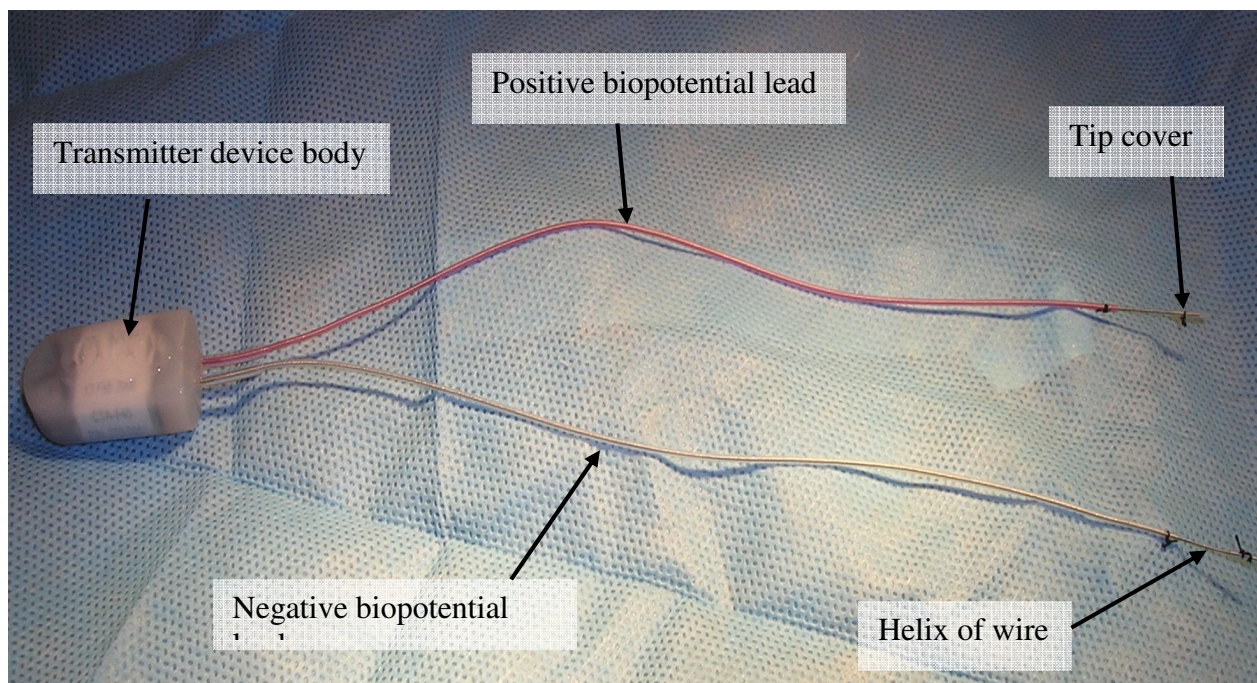 Positive biopotential lead
Tip cover
Transmitter device body
Negative biopotential
Helix of wire